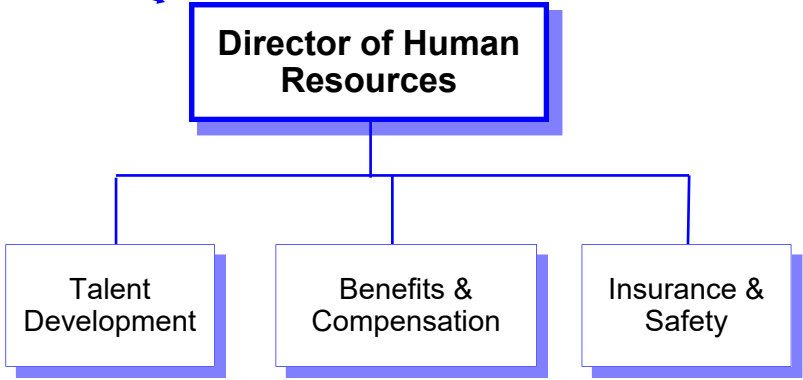 Director of Human
Resources
Talent
Development
Benefits &
Compensation
Insurance &
Safety